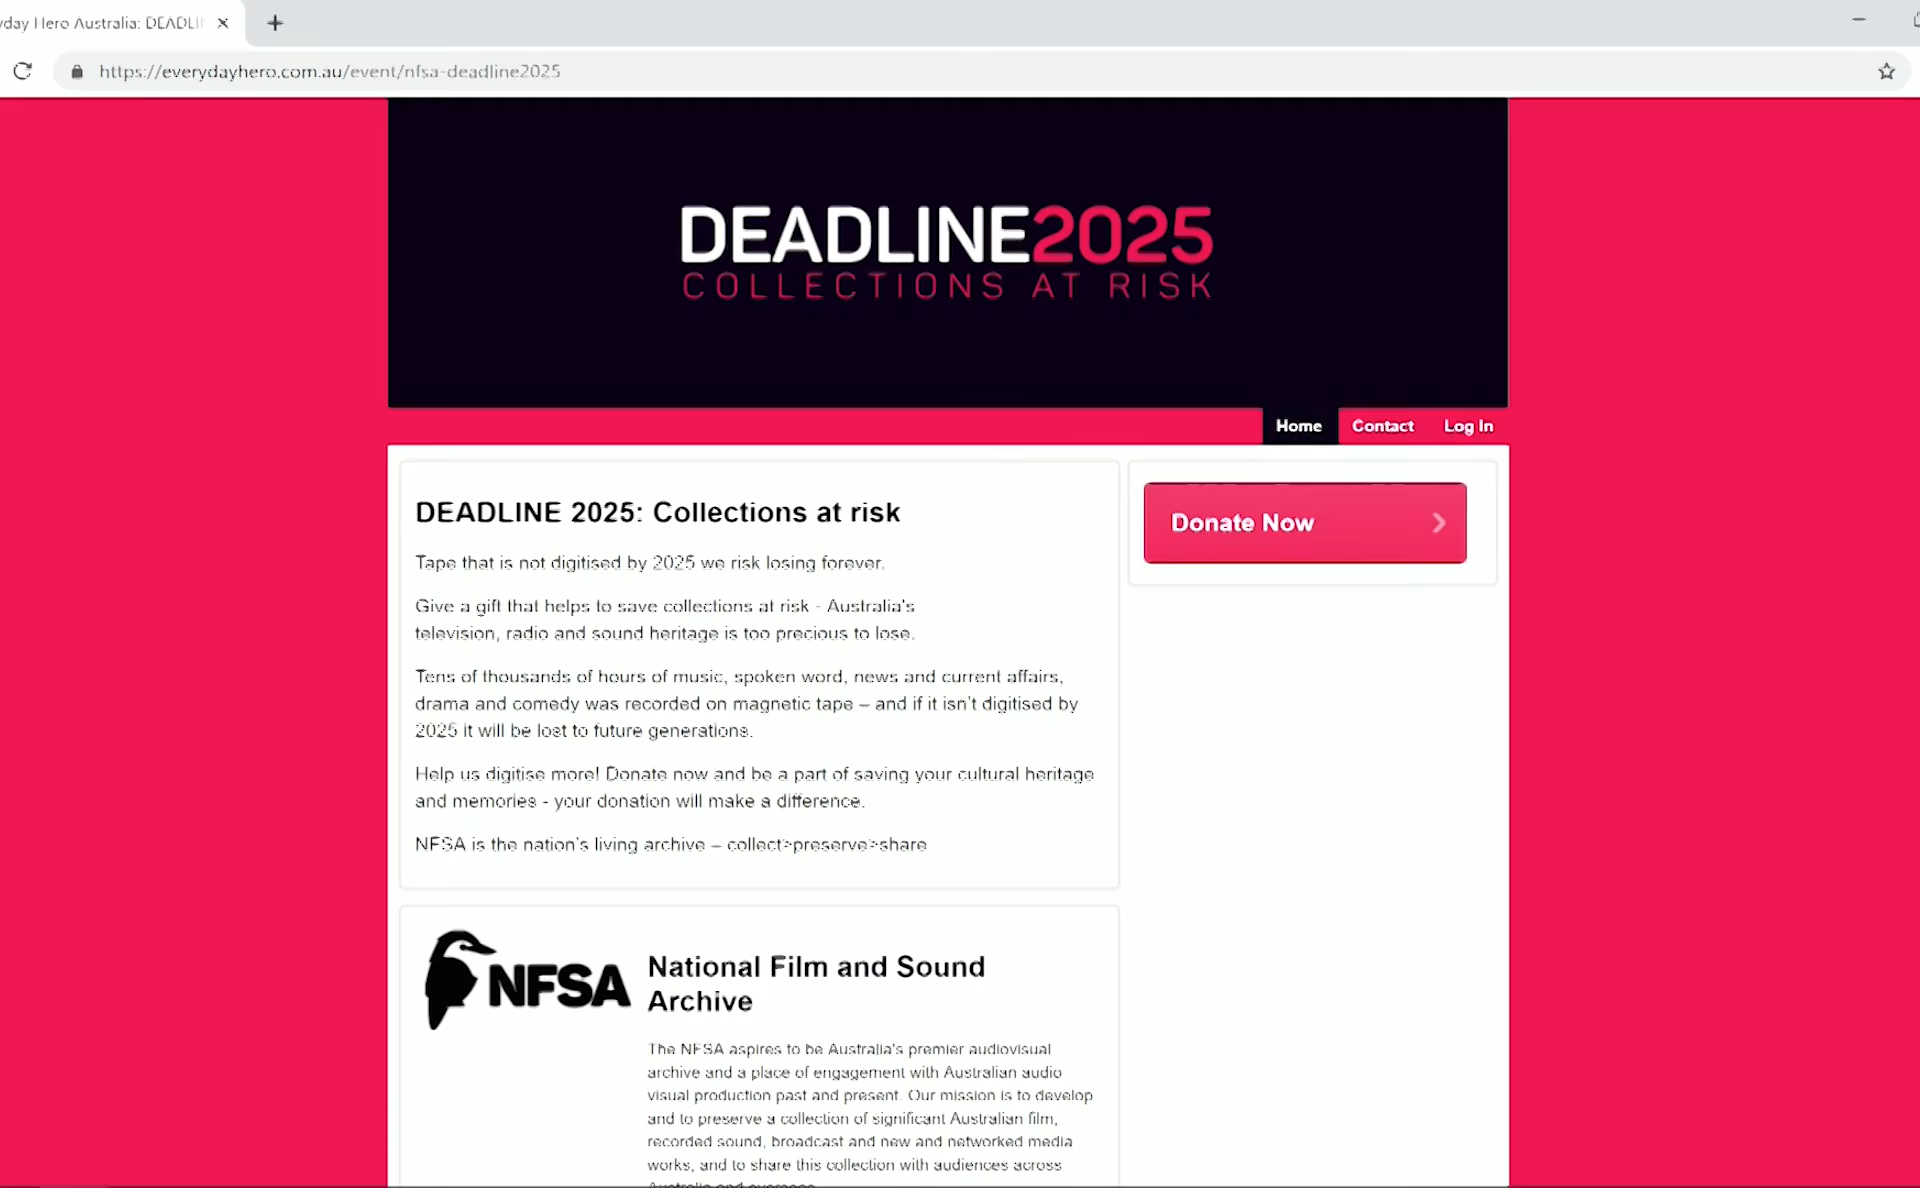 yday Hero Australia: DEADLI
https://everydayhero.com.au/event/nfsa-deadline2025
DEADLINE2025
COLLECTIONS AT RISK
Home Contact Log In
DEADLINE 2025: Collections at risk
Donate Now
Tape that is not digitised by 2025 we risk losing forever.
Give a gift that helps to save collections at risk - Australia's
television, radio and sound heritage is too precious to lose.
Tens of thousands of hours of music, spoken word, news and current affairs,
drama and comedy was recorded on magnetic tape – and if it isn't digitised by
2025 it will be lost to future generations.
Help us digitise more! Donate now and be a part of saving your cultural heritage
and memories - your donation will make a difference.
NFSA is the nation's living archive – collect>preserve>share
NFSA
National Film and Sound
Archive
The NFSA aspires to be Australia's premier audiovisual
archive and a place of engagement with Australian audio
visual production past and present. Our mission is to develop
and to preserve a collection of significant Australian film,
recorded sound, broadcast and new and networked media
works, and to share this collection with audiences across
Australia and overseas